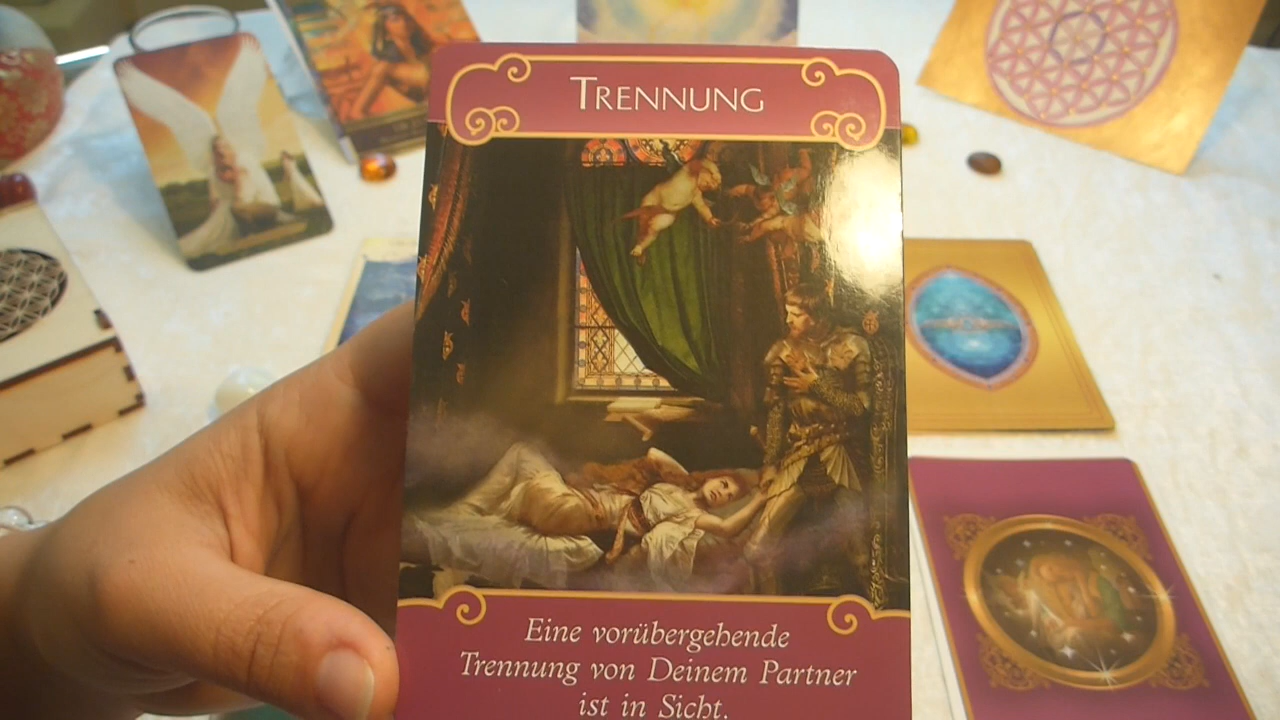 TRENNUNG
Eine vorübergehende
Trennung von Deinem Partner
ist in Sicht.